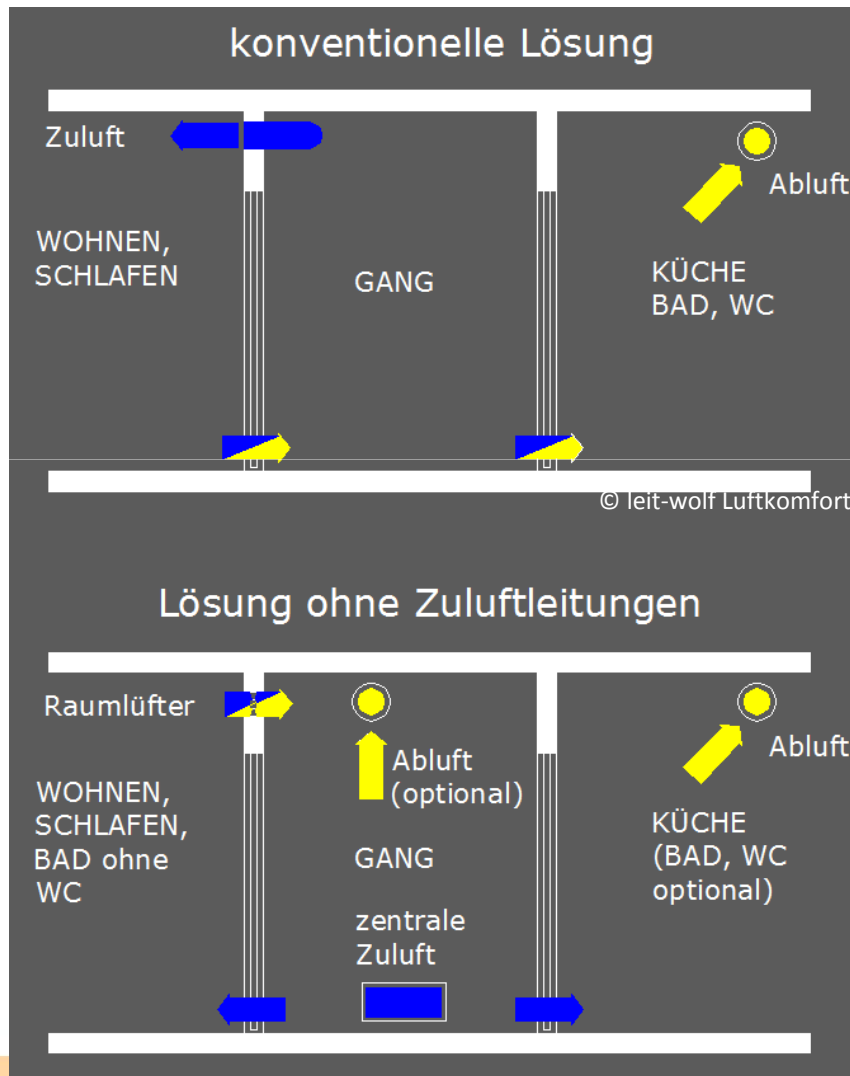 konventionelle Lösung
Zuluft
Abluft
WOHNEN,
SCHLAFEN
GANG
KÜCHE
BAD, WC
© leit-wolf Luftkomfort
Lösung ohne Zuluftleitungen
Raumlüfter
Abluft
(optional)
Abluft
WOHNEN,
SCHLAFEN,
BAD ohne
WC
GANG
KÜCHE
(BAD, WC
optional)
zentrale
Zuluft